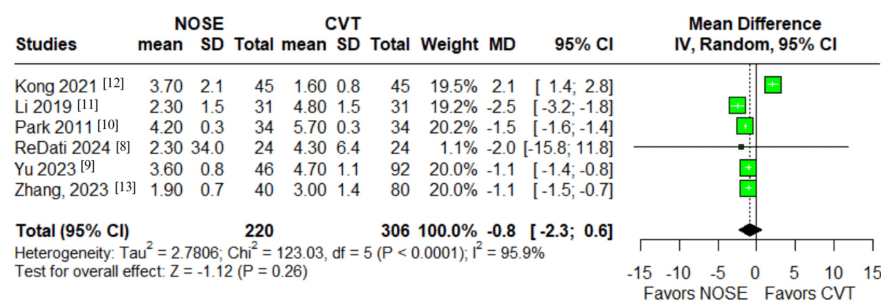 NOSE CVT Mean Difference
Studies mean SD Total mean SD Total Weight MD 95% CI IV, Random, 95% CI
Kong 2021 [12] 3.70 2.1 45 1.60 0.8 45 19.5% 2.1 [ 1.4; 2.8]
Li 2019 [11] 2.30 1.5 31 4.80 1.5 31 19.2% -2.5 [-3.2; -1.8]
Park 2011 [10] 4.20 0.3 34 5.70 0.3 34 20.2% -1.5 [-1.6; -1.4]
ReDati 2024 [8] 2.30 34.0 24 4.30 6.4 24 1.1% -2.0 [-15.8; 11.8]
Yu 2023 [9] 3.60 0.8 46 4.70 1.1 92 20.0% -1.1 [-1.4; -0.8]
Zhang, 2023 [13] 1.90 0.7 40 3.00 1.4 80 20.0% -1.1 [-1.5; -0.7]
Total (95% CI) 220 306 100.0% -0.8 [-2.3; 0.6]
Heterogeneity: Tau² = 2.7806; Chi² = 123.03, df = 5 (P < 0.0001); I² = 95.9%
Test for overall effect: Z = -1.12 (P = 0.26)
-15 -10 -5 0 5 10 15
Favors NOSE Favors CVT